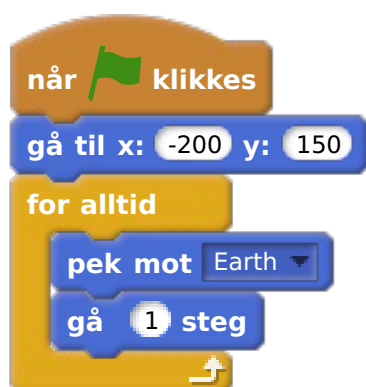 når klikkes
gå til x: -200 y: 150
for alltid
pek mot Earth
gå 1 steg